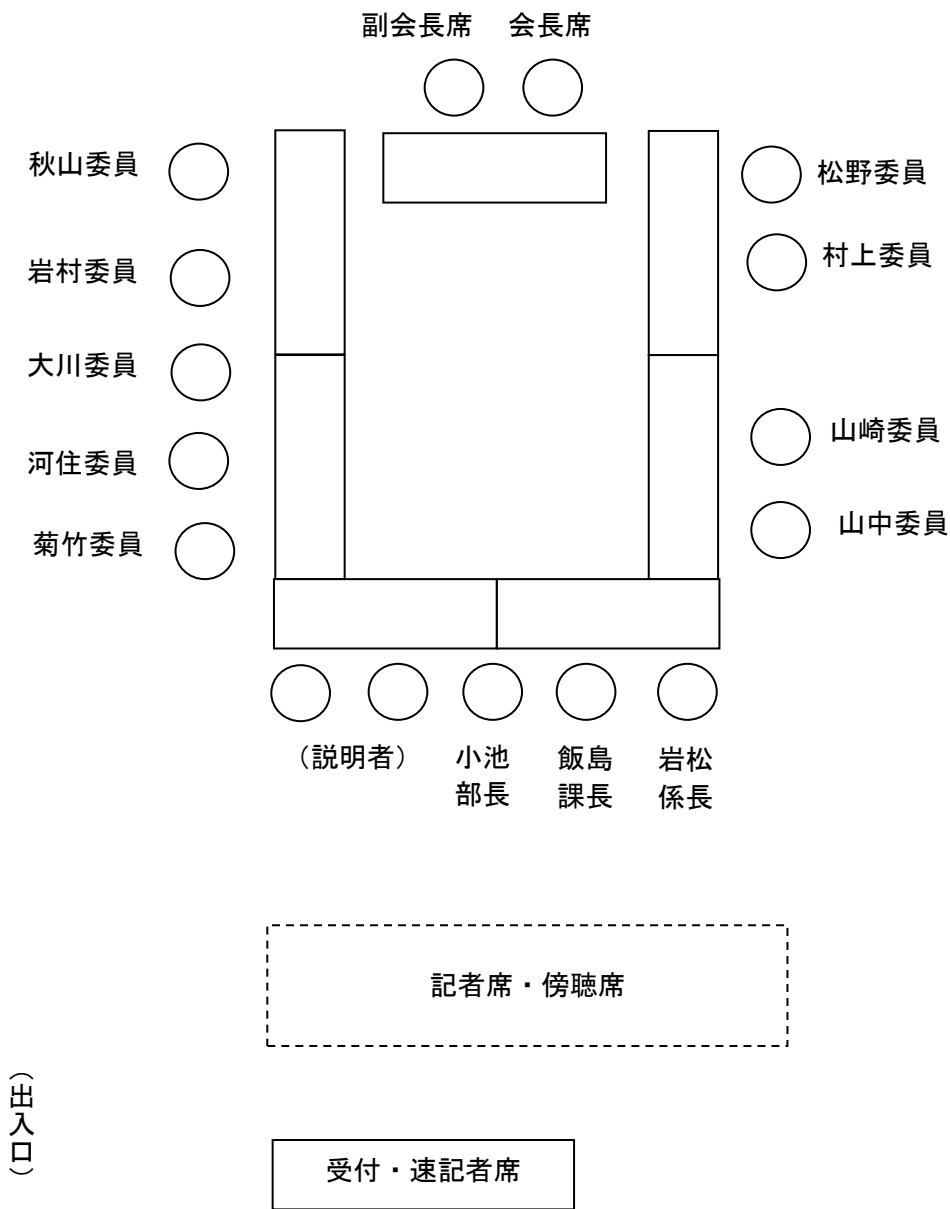 副会長席　会長席
秋山委員
松野委員
岩村委員
村上委員
大川委員
山崎委員
河住委員
山中委員
菊竹委員
（説明者）
小池
部長
飯島
課長
岩松
係長
記者席・傍聴席
（出入口）
受付・速記者席